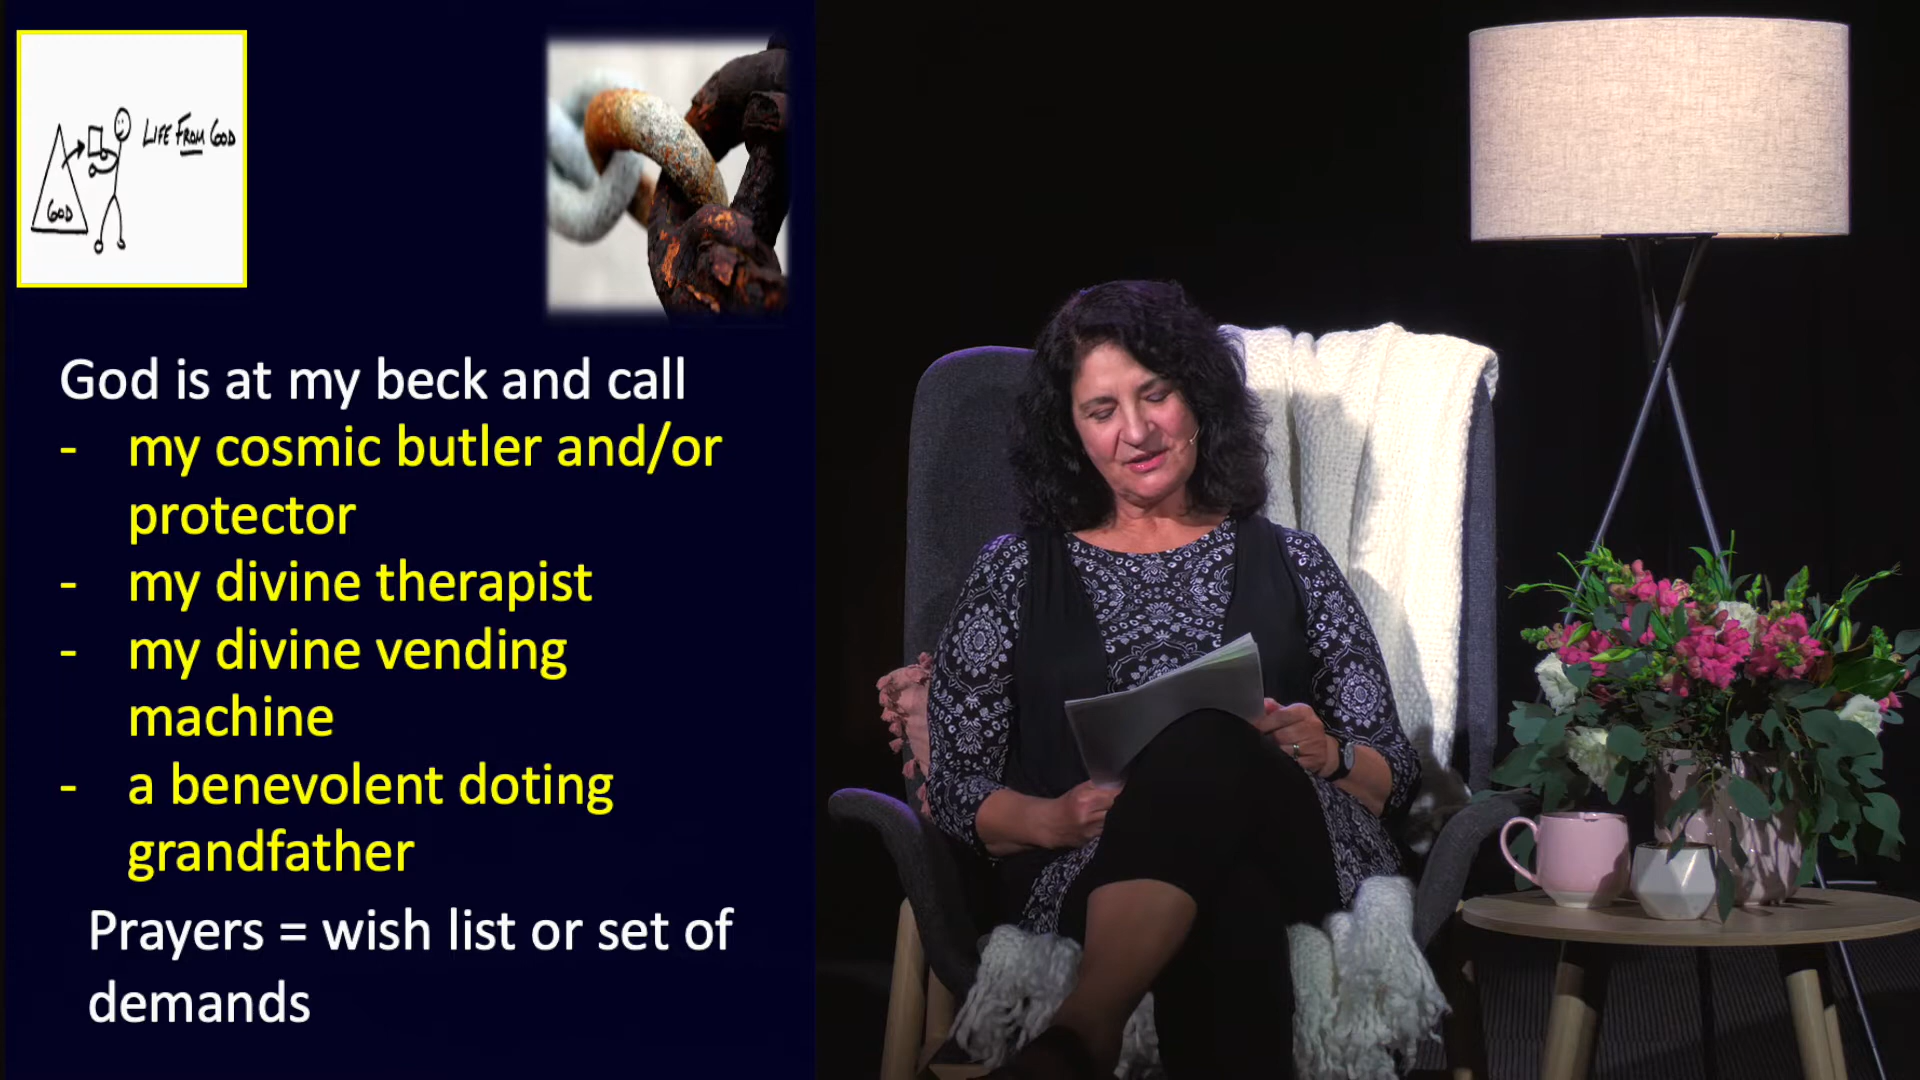 LIFE FROM GOD
GOD
God is at my beck and call
- my cosmic butler and/or
protector
- my divine therapist
- my divine vending
machine
- a benevolent doting
grandfather
Prayers = wish list or set of
demands